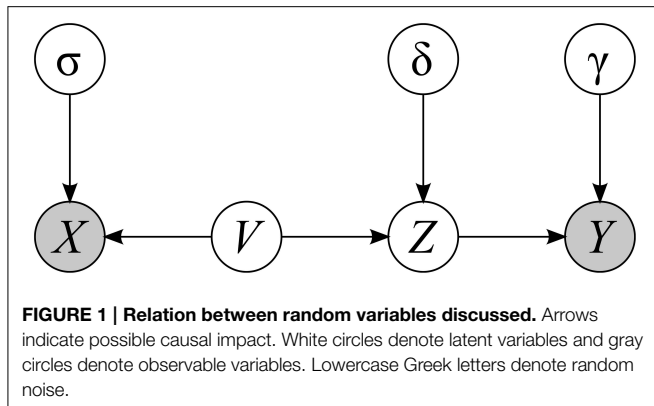 σ δ γ
X V Z Y
FIGURE 1 | Relation between random variables discussed. Arrows
indicate possible causal impact. White circles denote latent variables and gray
circles denote observable variables. Lowercase Greek letters denote random
noise.